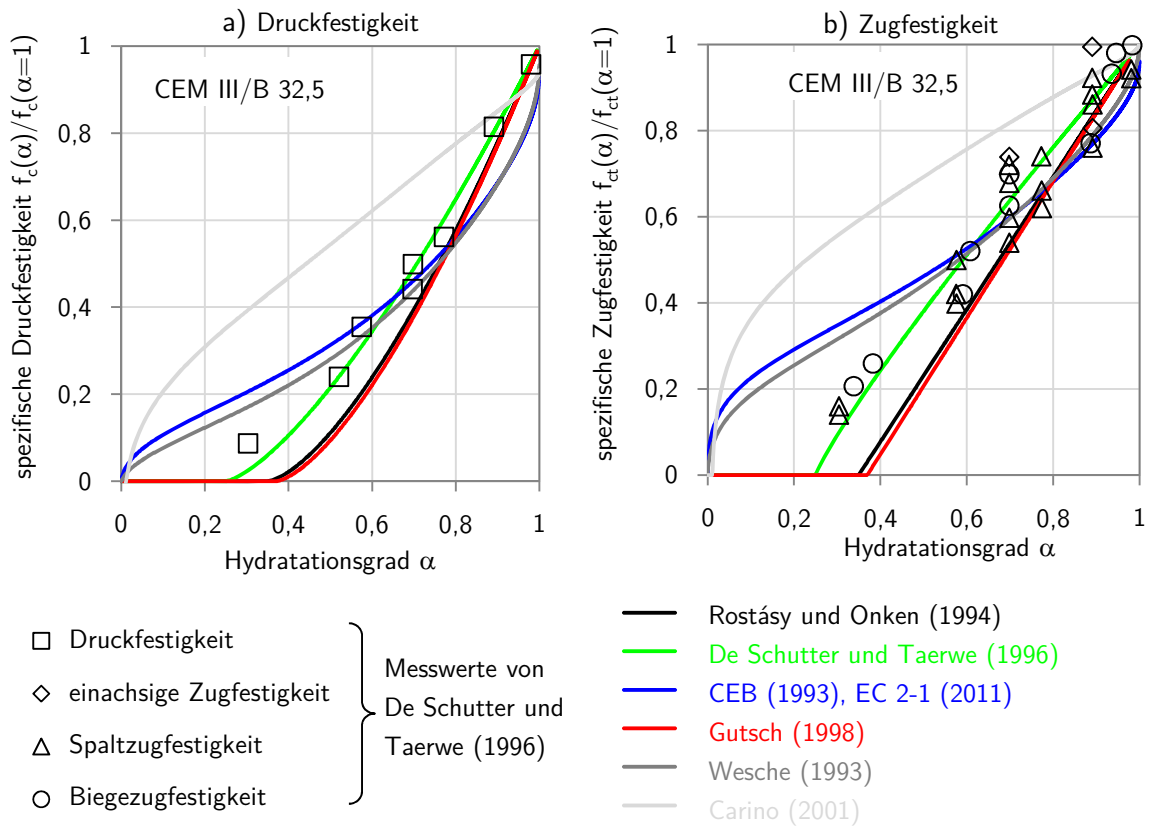 a) Druckfestigkeit
spezifische Druckfestigkeit f_c(α)/f_c(α=1)
CEM III/B 32,5
1
0,8
0,6
0,4
0,2
0
0 0,2 0,4 0,6 0,8 1
Hydratationsgrad α
b) Zugfestigkeit
spezifische Zugfestigkeit f_ct(α)/f_ct(α=1)
CEM III/B 32,5
1
0,8
0,6
0,4
0,2
0
0 0,2 0,4 0,6 0,8 1
Hydratationsgrad α
Druckfestigkeit
einachsige Zugfestigkeit
Spaltzugfestigkeit
Biegezugfestigkeit
Messwerte von
De Schutter und
Taerwe (1996)
Rostásy und Onken (1994)
De Schutter und Taerwe (1996)
CEB (1993), EC 2-1 (2011)
Gutsch (1998)
Wesche (1993)
Carino (2001)